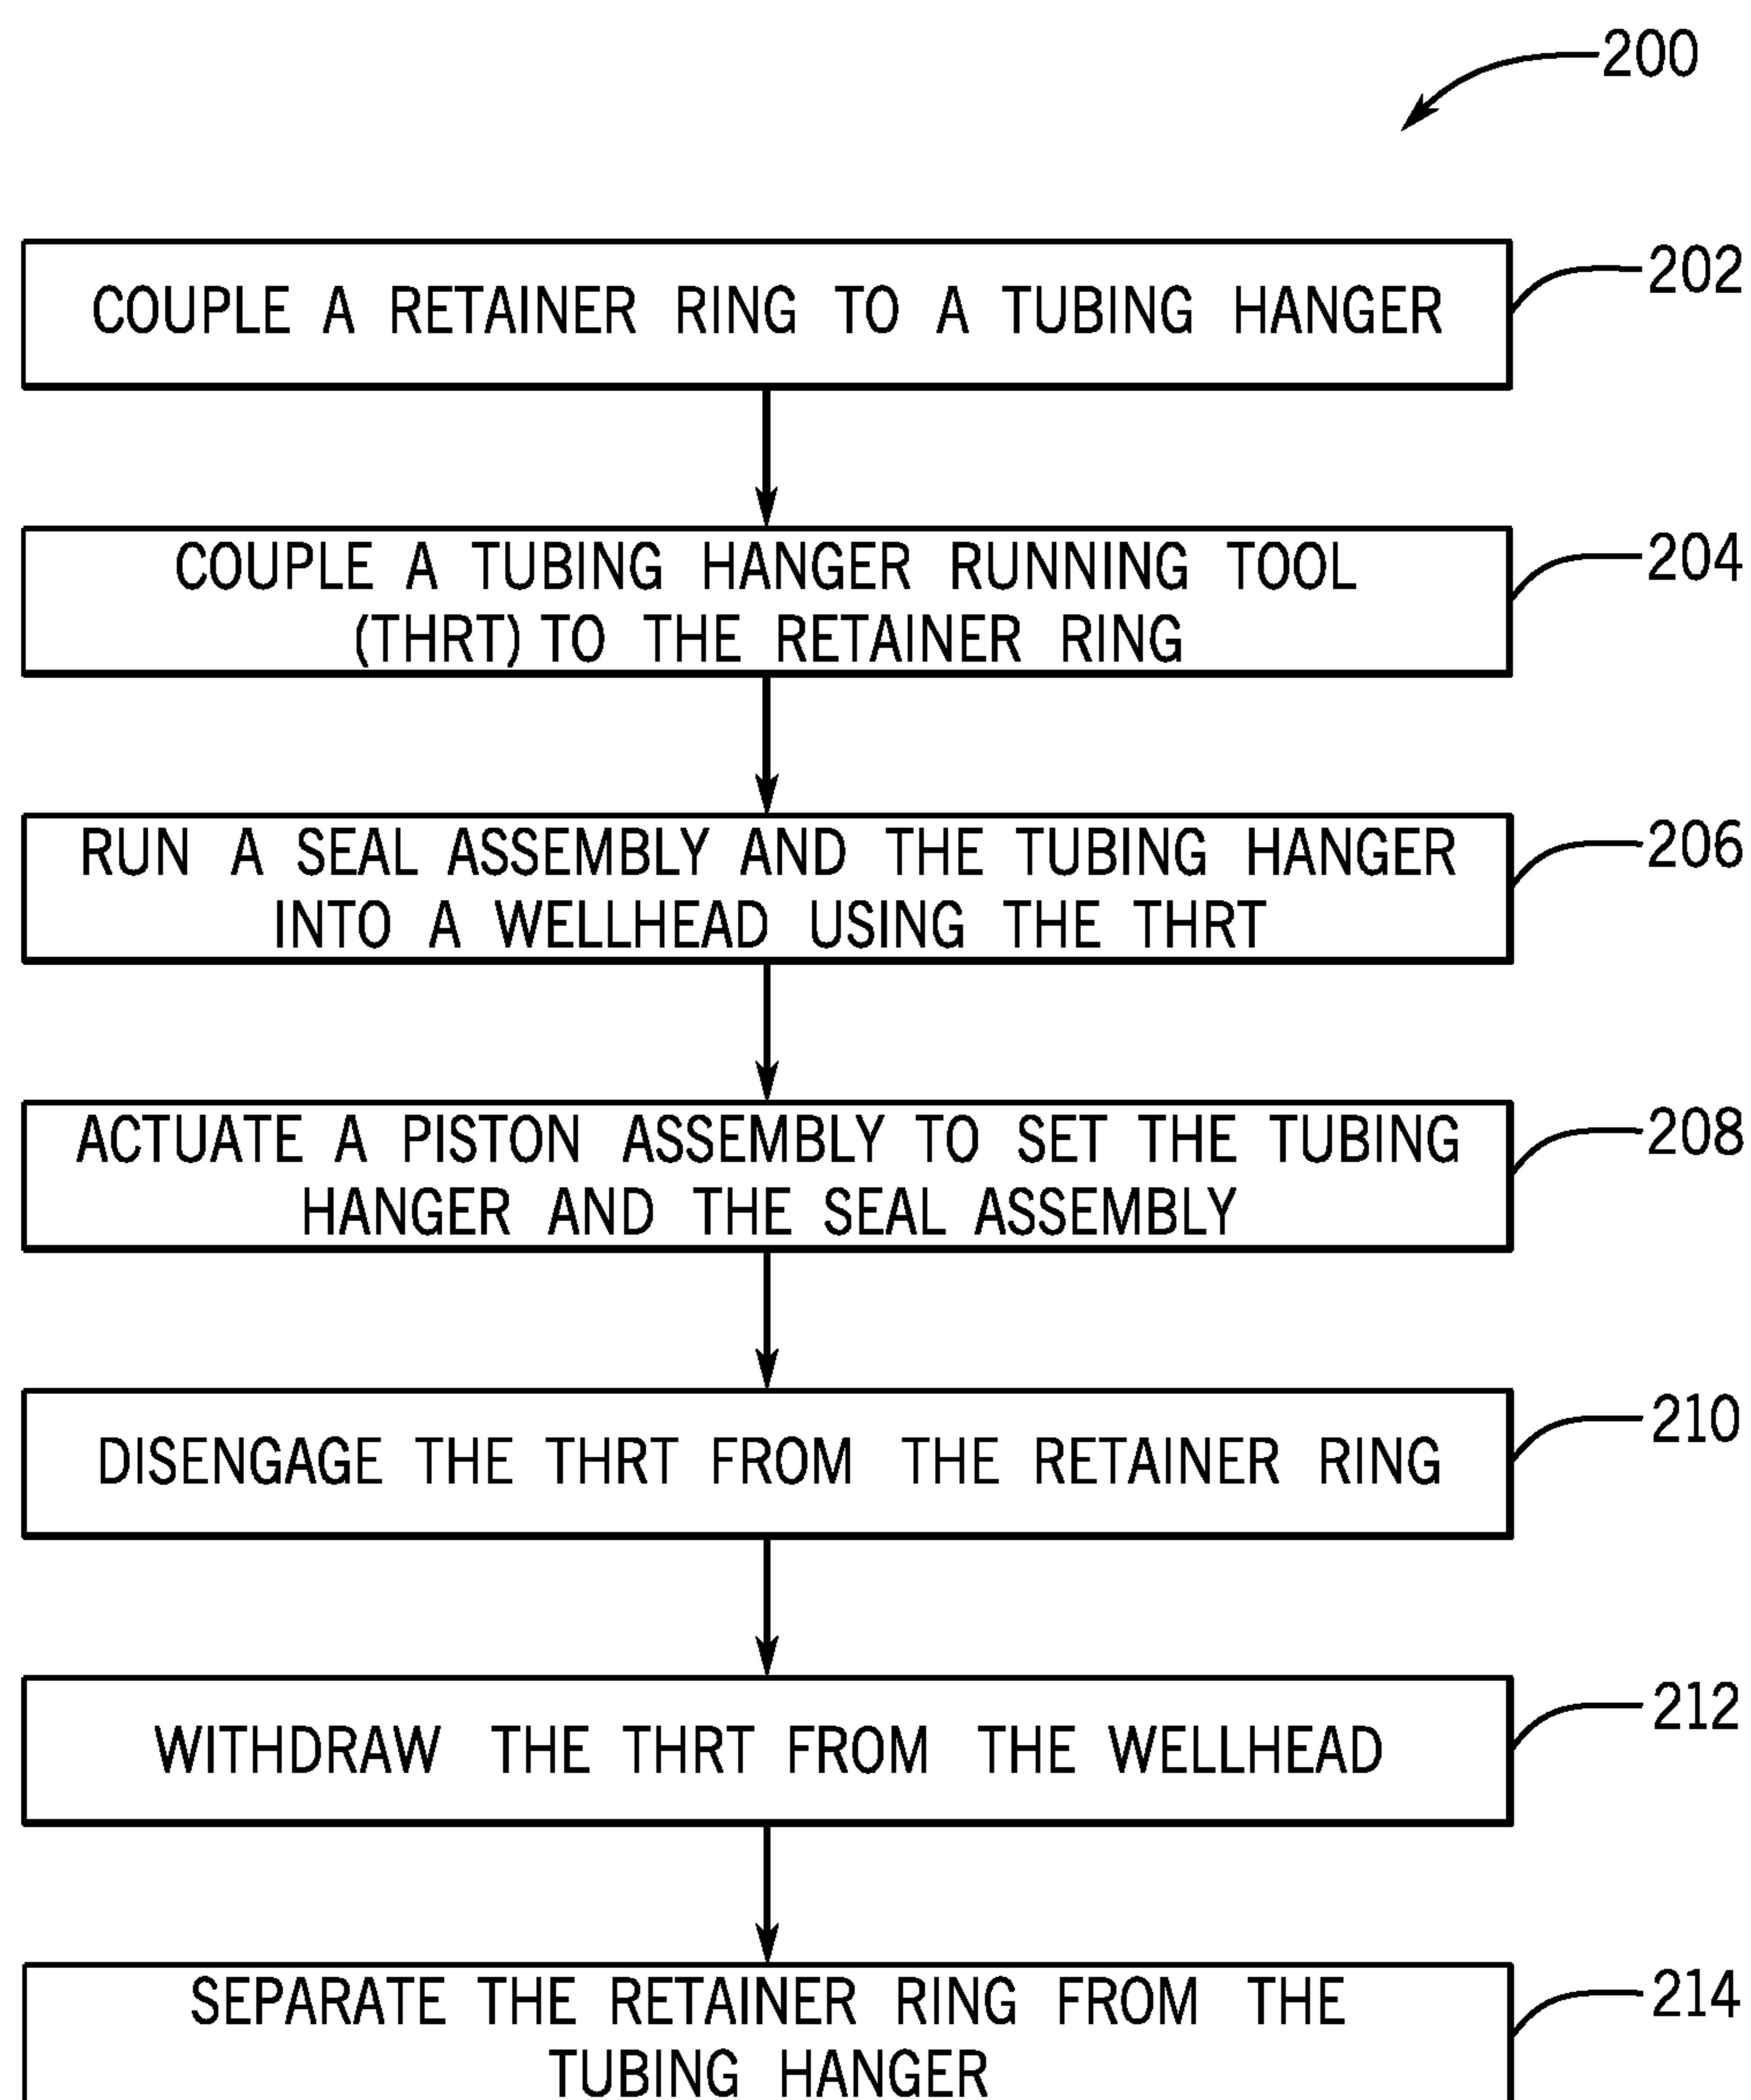 200
COUPLE A RETAINER RING TO A TUBING HANGER
202
COUPLE A TUBING HANGER RUNNING TOOL
(THRT) TO THE RETAINER RING
204
RUN A SEAL ASSEMBLY AND THE TUBING HANGER
INTO A WELLHEAD USING THE THRT
206
ACTUATE A PISTON ASSEMBLY TO SET THE TUBING
HANGER AND THE SEAL ASSEMBLY
208
DISENGAGE THE THRT FROM THE RETAINER RING
210
WITHDRAW THE THRT FROM THE WELLHEAD
212
SEPARATE THE RETAINER RING FROM THE
TUBING HANGER
214